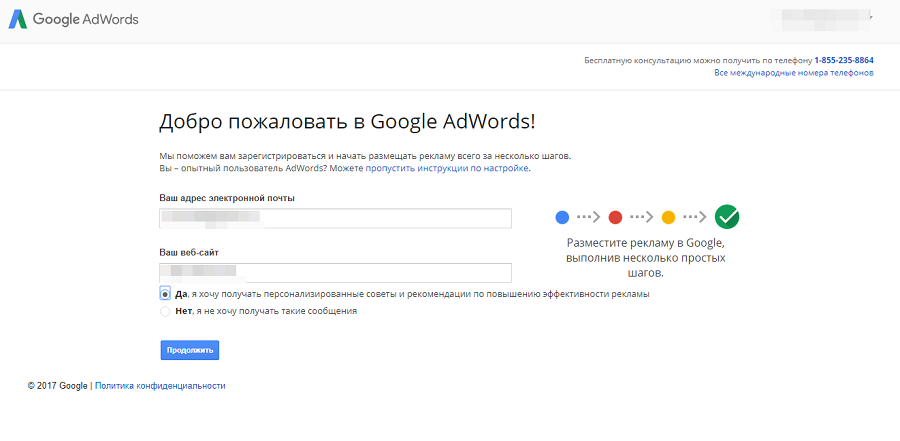 Google AdWords
Бесплатную консультацию можно получить по телефону 1-855-235-8864
Все международные номера телефонов
Добро пожаловать в Google AdWords!
Мы поможем вам зарегистрироваться и начать размещать рекламу всего за несколько шагов.
Вы – опытный пользователь AdWords? Можете пропустить инструкции по настройке.
Ваш адрес электронной почты
Разместите рекламу в Google,
выполнив несколько простых
шагов.
Ваш веб-сайт
Да, я хочу получать персонализированные советы и рекомендации по повышению эффективности рекламы
Нет, я не хочу получать такие сообщения
Продолжить
© 2017 Google | Политика конфиденциальности